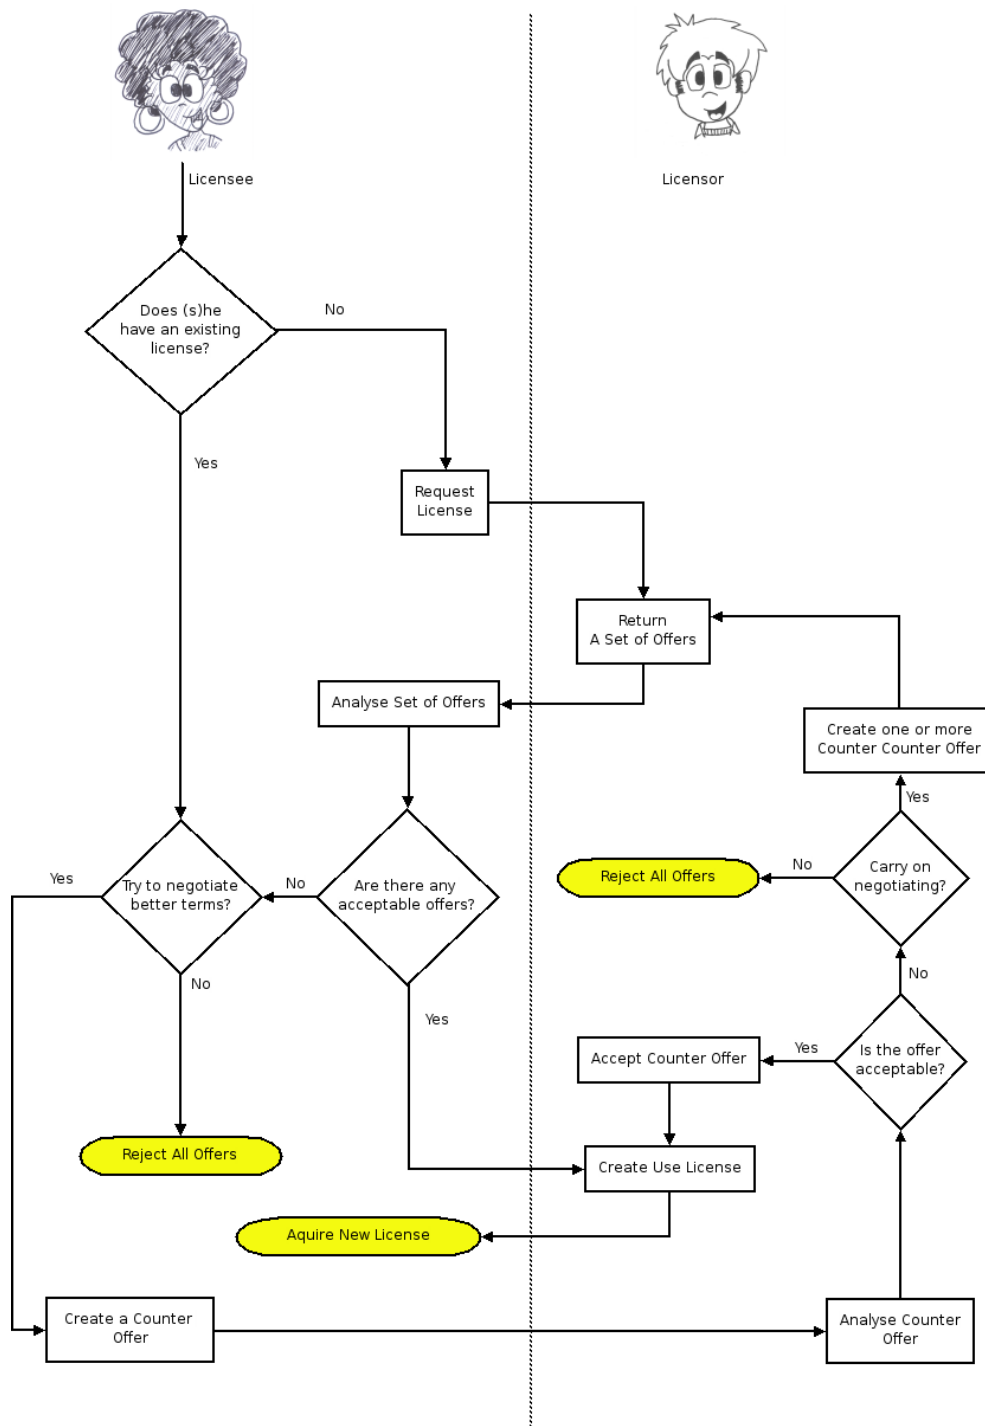 Licensee
Licensor
Does (s)he
have an existing
license?
No
Yes
Request
License
Return
A Set of Offers
Analyse Set of Offers
Create one or more
Counter Counter Offer
Yes
Yes
Try to negotiate
better terms?
No
Are there any
acceptable offers?
Reject All Offers
No
Carry on
negotiating?
No
No
Yes
Accept Counter Offer
Yes
Is the offer
acceptable?
Reject All Offers
Create Use License
Aquire New License
Create a Counter
Offer
Analyse Counter
Offer